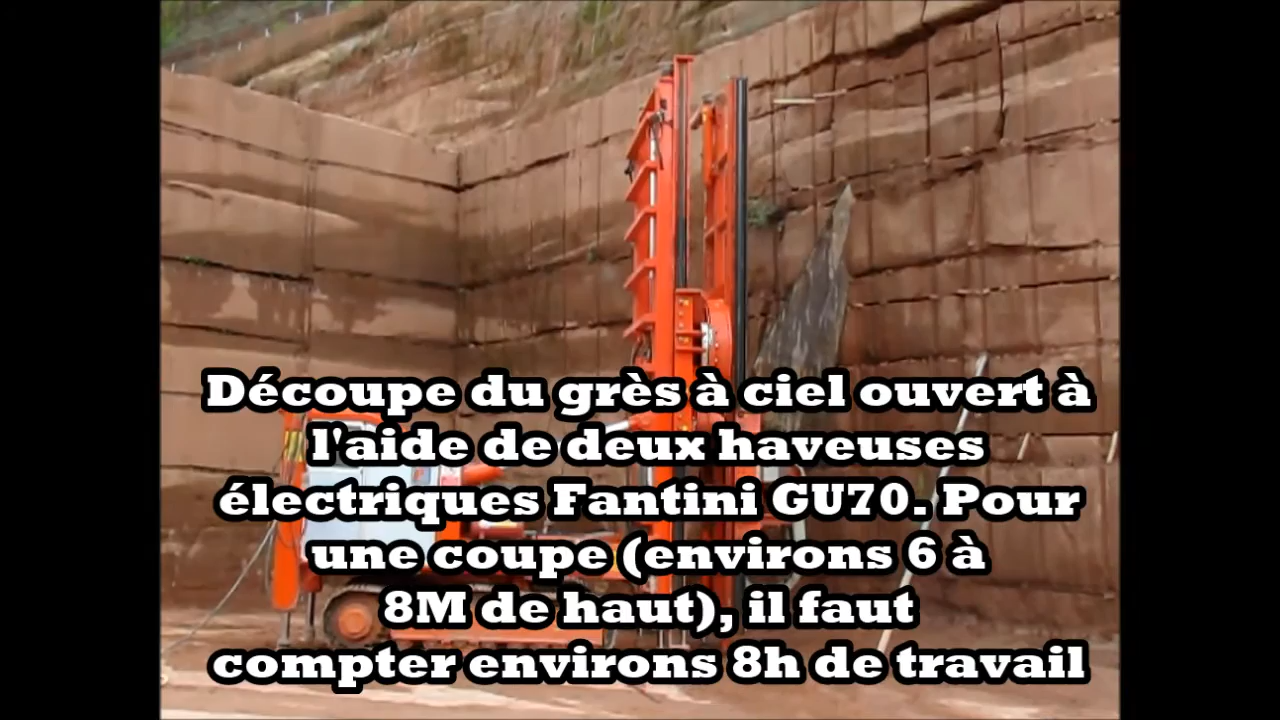 Découpe du grès à ciel ouvert à
l'aide de deux haveuses
électriques Fantini GU70. Pour
une coupe (environs 6 à
8M de haut), il faut
compter environs 8h de travail